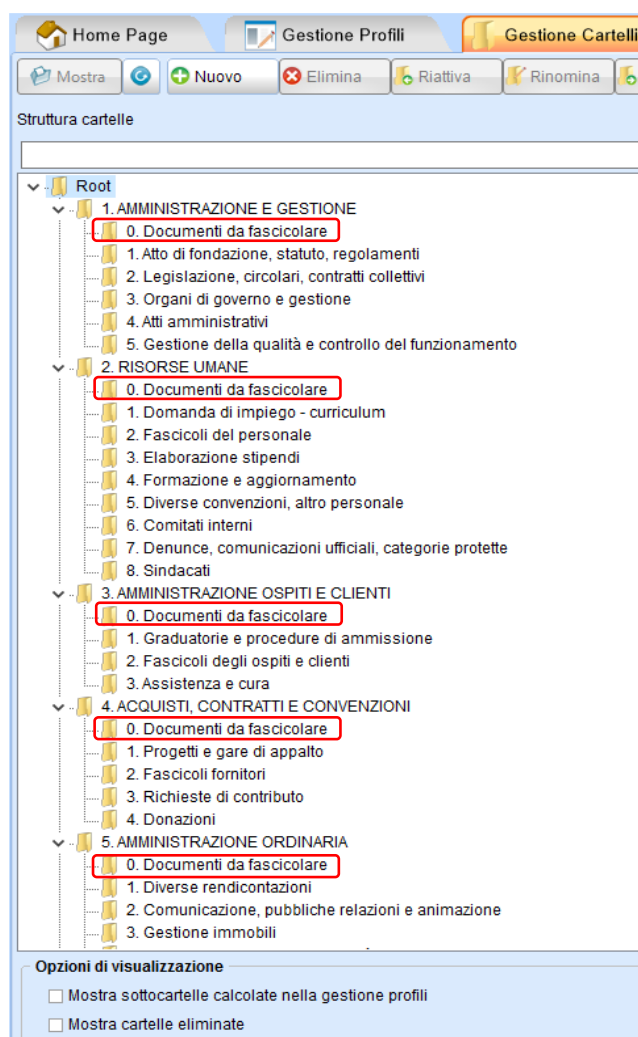 Home Page
Gestione Profili
Gestione Cartelli
Mostra
Nuovo
Elimina
Riattiva
Rinomina
Struttura cartelle
Root
1. AMMINISTRAZIONE E GESTIONE
0. Documenti da fascicolare
1. Atto di fondazione, statuto, regolamenti
2. Legislazione, circolari, contratti collettivi
3. Organi di governo e gestione
4. Atti amministrativi
5. Gestione della qualità e controllo del funzionamento
2. RISORSE UMANE
0. Documenti da fascicolare
1. Domanda di impiego - curriculum
2. Fascicoli del personale
3. Elaborazione stipendi
4. Formazione e aggiornamento
5. Diverse convenzioni, altro personale
6. Comitati interni
7. Denunce, comunicazioni ufficiali, categorie protette
8. Sindacati
3. AMMINISTRAZIONE OSPITI E CLIENTI
0. Documenti da fascicolare
1. Graduatorie e procedure di ammissione
2. Fascicoli degli ospiti e clienti
3. Assistenza e cura
4. ACQUISTI, CONTRATTI E CONVENZIONI
0. Documenti da fascicolare
1. Progetti e gare di appalto
2. Fascicoli fornitori
3. Richieste di contributo
4. Donazioni
5. AMMINISTRAZIONE ORDINARIA
0. Documenti da fascicolare
1. Diverse rendicontazioni
2. Comunicazione, pubbliche relazioni e animazione
3. Gestione immobili
Opzioni di visualizzazione
Mostra sottocartelle calcolate nella gestione profili
Mostra cartelle eliminate